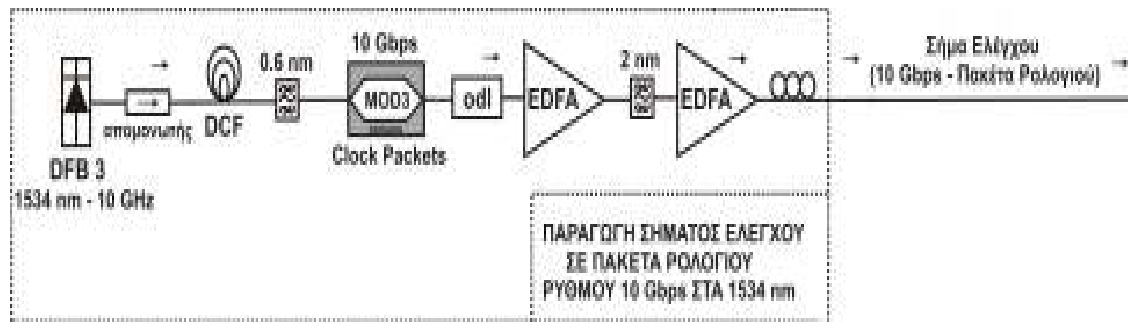 10 Gbps
0.6 nm
2 nm
Σήμα Ελέγχου
(10 Gbps - Πακέτα Ρολογιού)
MOD3
odl
EDFA
EDFA
απομονωτής
DCF
Clock Packets
DFB 3
1534 nm - 10 GHz
ΠΑΡΑΓΩΓΗ ΣΗΜΑΤΟΣ ΕΛΕΓΧΟΥ
ΣΕ ΠΑΚΕΤΑ ΡΟΛΟΓΙΟΥ
ΡΥΘΜΟΥ 10 Gbps ΣΤΑ 1534 nm